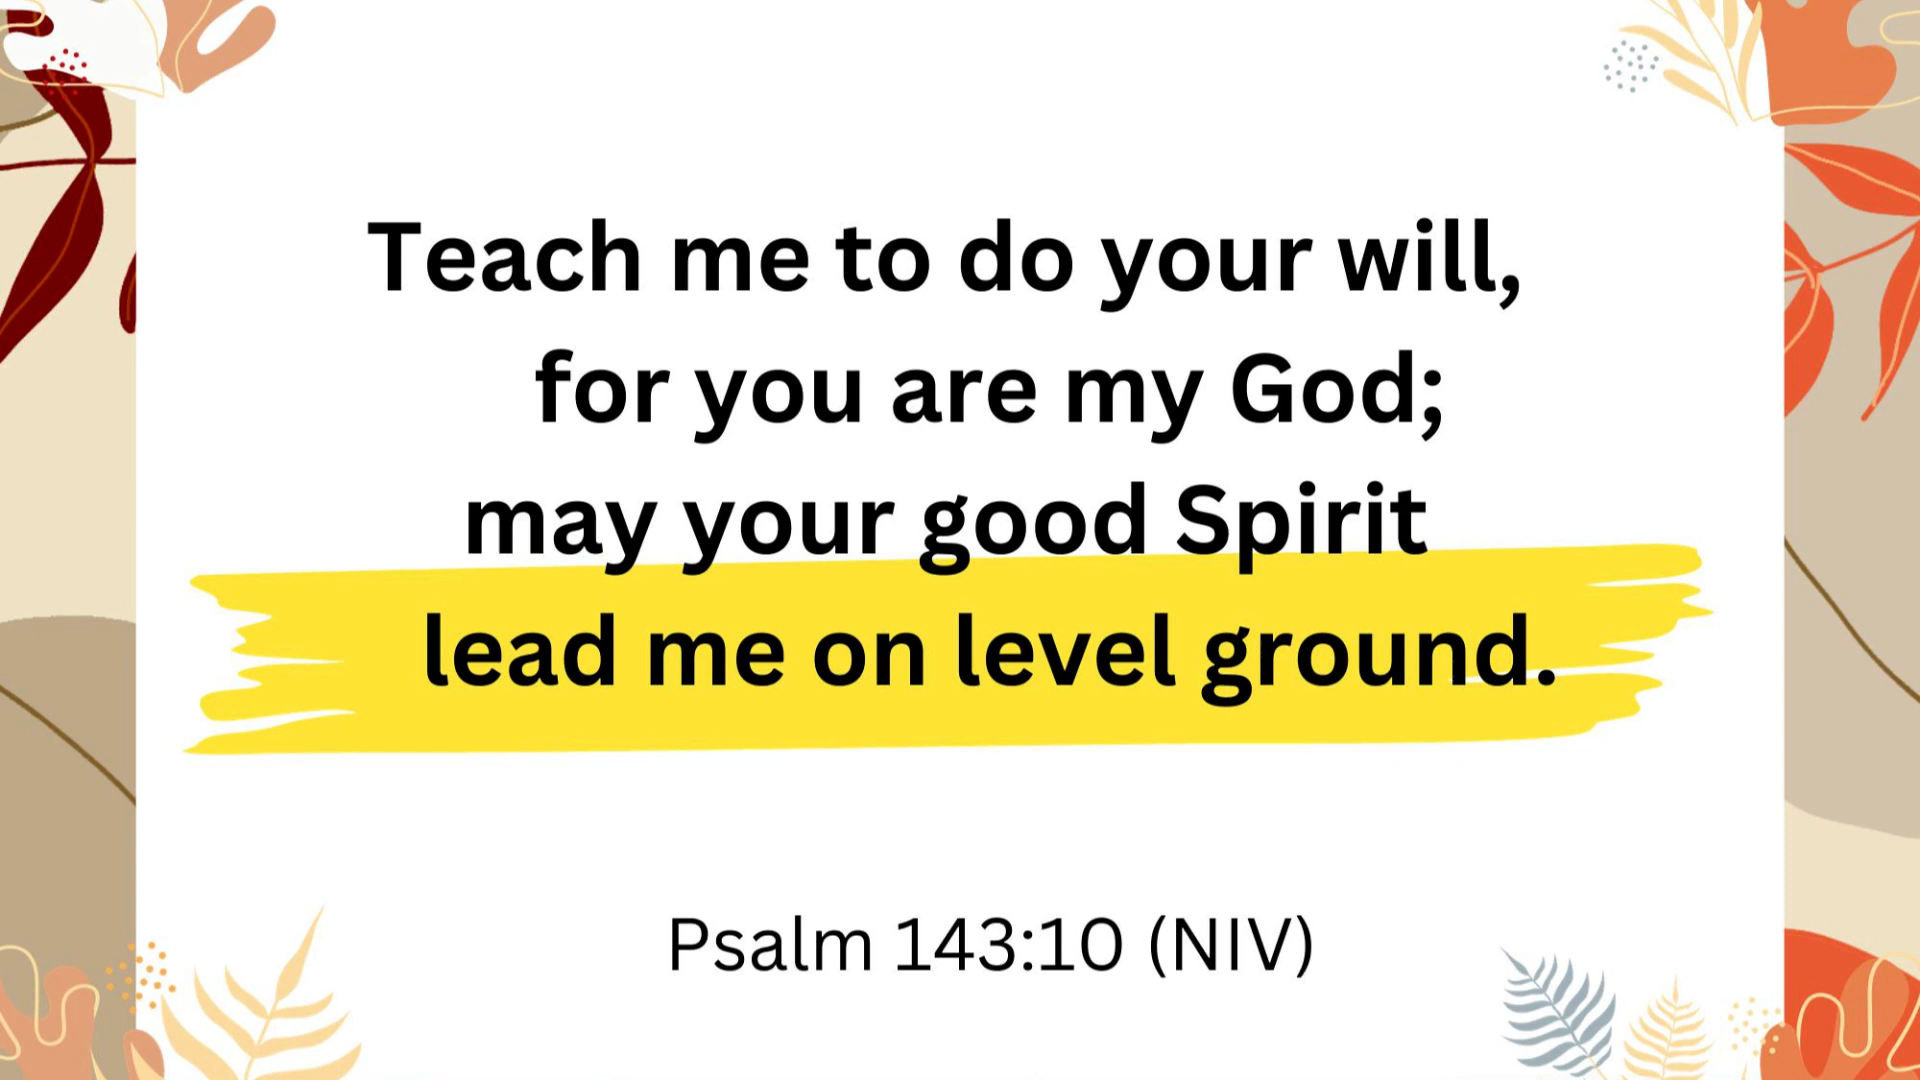 Teach me to do your will,
for you are my God;
may your good Spirit
lead me on level ground.
Psalm 143:10 (NIV)